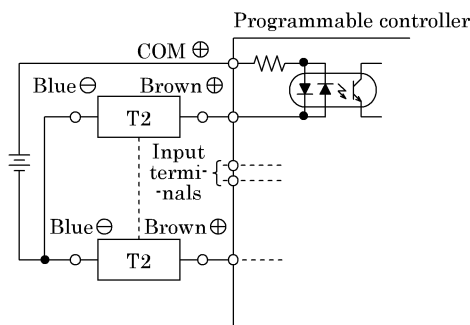 Programmable controller
COM ⊕
Blue ⊖ Brown ⊕
T2
Input
termi-
-nals
Blue ⊖ Brown ⊕
T2